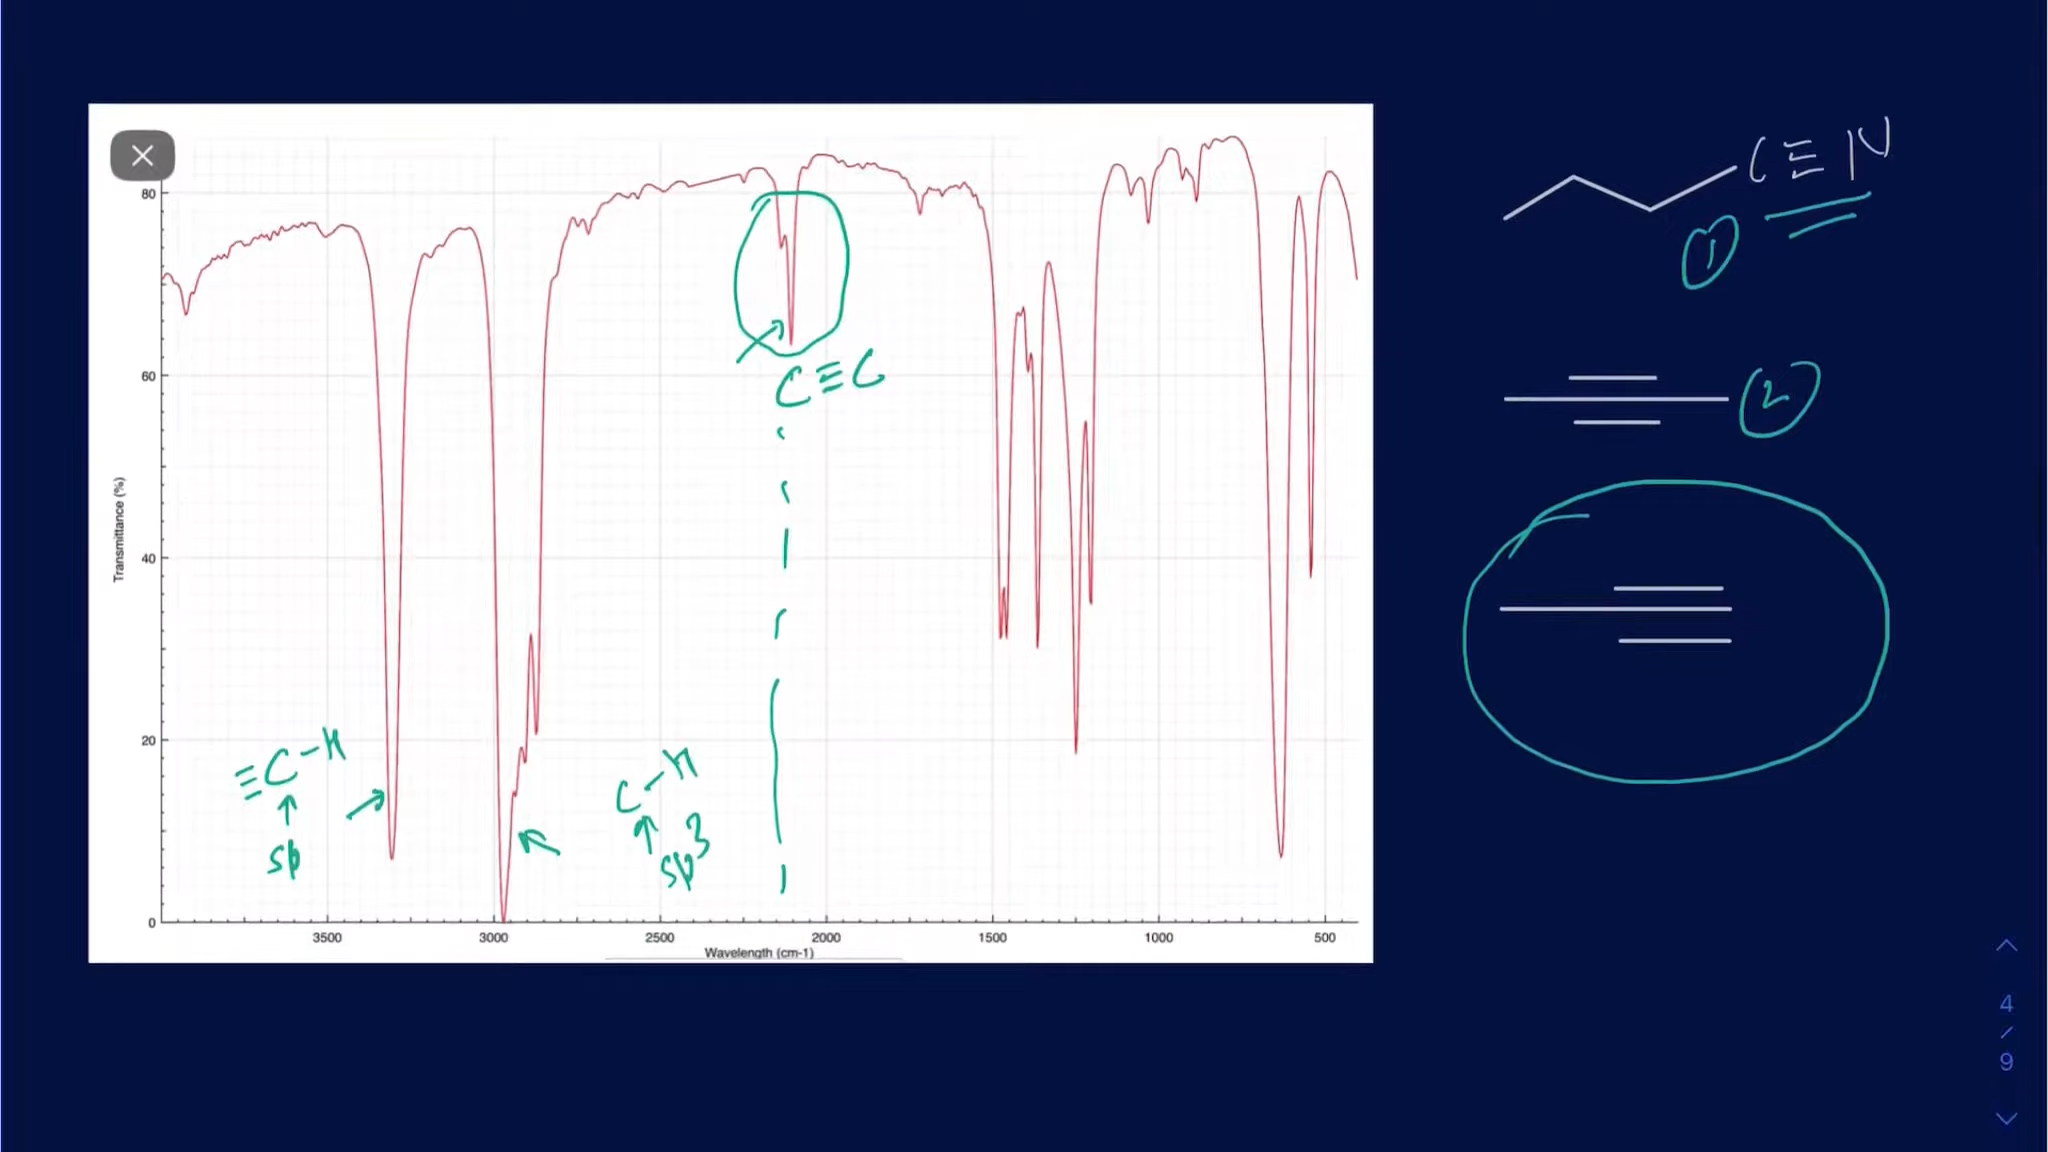 80
60
40
20
0
Transmittance (%)
3500 3000 2500 2000 1500 1000 500
Wavelength (cm-1)
C≡C
≡C-H
↑
sp
C-H
↑
sp³
C≡N
1
2
4
/
9